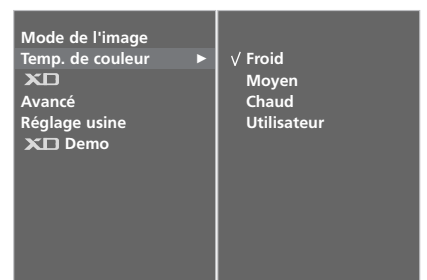 Mode de l'image
Temp. de couleur ►
XD
Avancé
Réglage usine
XD Demo
√ Froid
Moyen
Chaud
Utilisateur